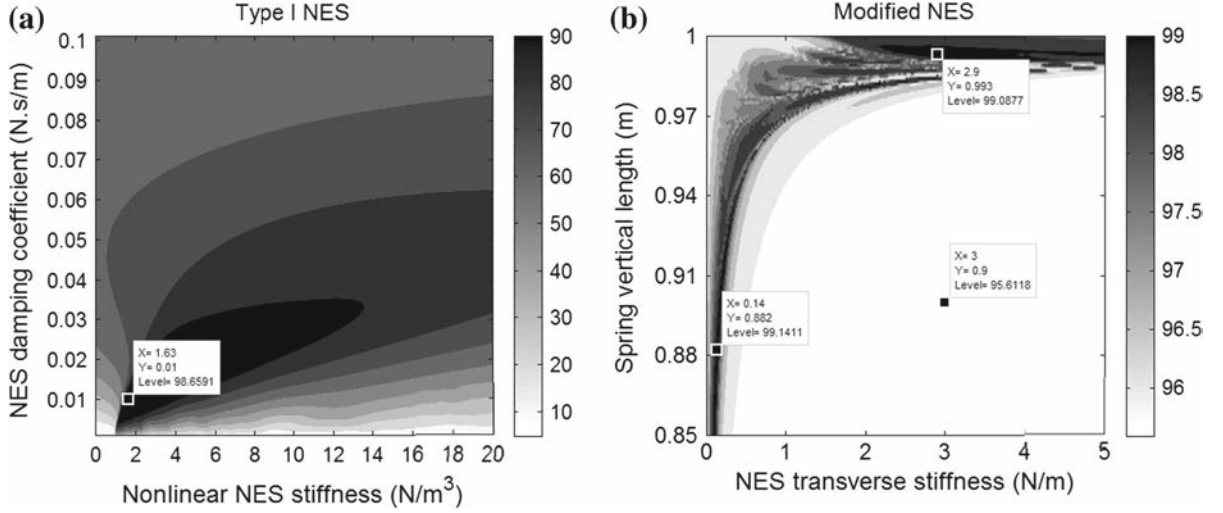 (a)
Type I NES
NES damping coefficient (N.s/m)
0.1
0.09
0.08
0.07
0.06
0.05
0.04
0.03
0.02
0.01
X= 1.63
Y= 0.01
Level= 98.6591
0 2 4 6 8 10 12 14 16 18 20
Nonlinear NES stiffness (N/m³)
90
80
70
60
50
40
30
20
10
(b)
Modified NES
Spring vertical length (m)
1
0.97
0.94
0.91
0.88
0.85
X= 2.9
Y= 0.993
Level= 99.0877
X= 3
Y= 0.9
Level= 95.6118
X= 0.14
Y= 0.882
Level= 99.1411
0 1 2 3 4 5
NES transverse stiffness (N/m)
99
98.5
98
97.5
97
96.5
96